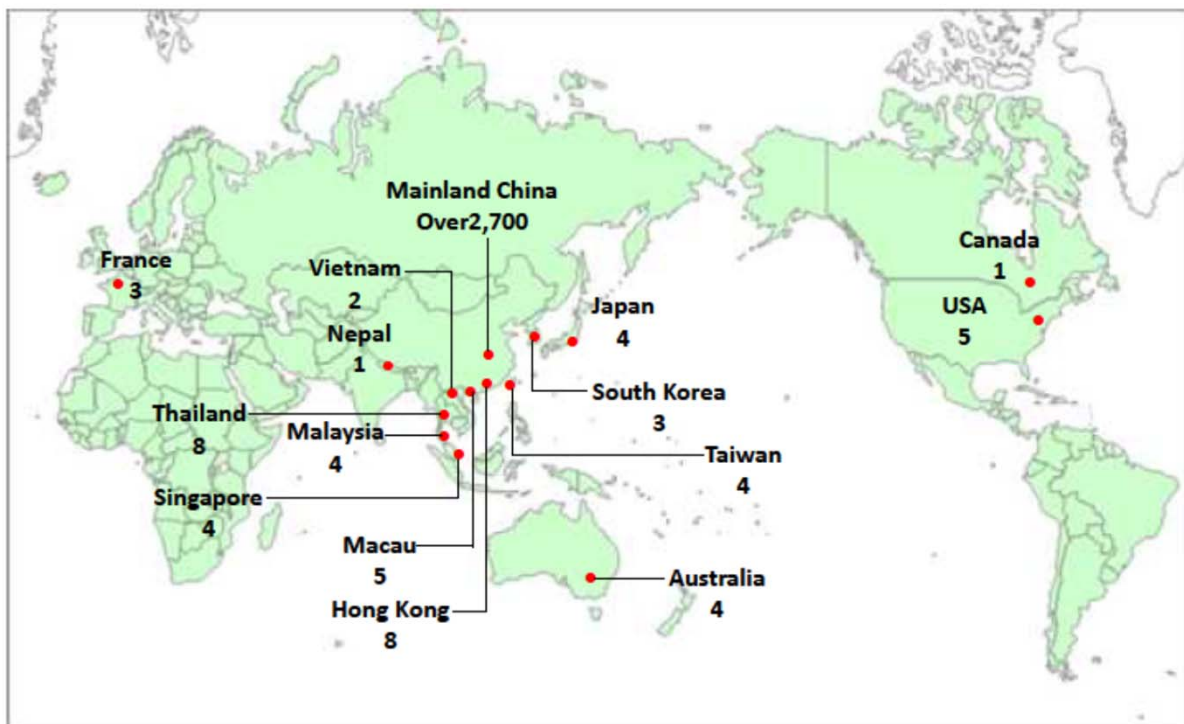 Mainland China
Over2,700
Canada
1
France
3
Vietnam
2
USA
5
Japan
4
Nepal
1
South Korea
3
Thailand
8
Malaysia
4
Taiwan
4
Singapore
4
Macau
5
Australia
4
Hong Kong
8